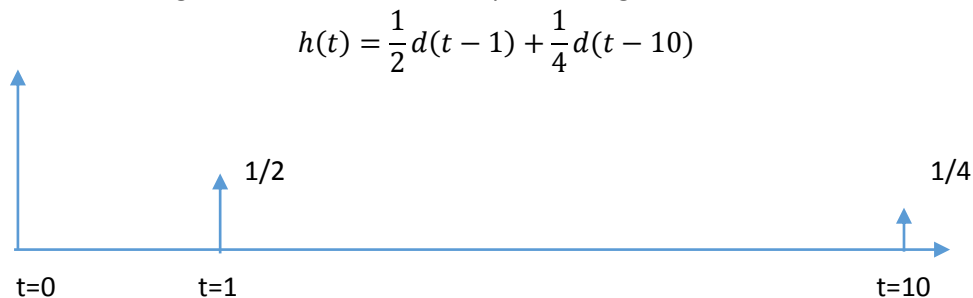 h(t) = 1/2 d(t − 1) + 1/4 d(t − 10)
1/2 1/4
t=0 t=1 t=10